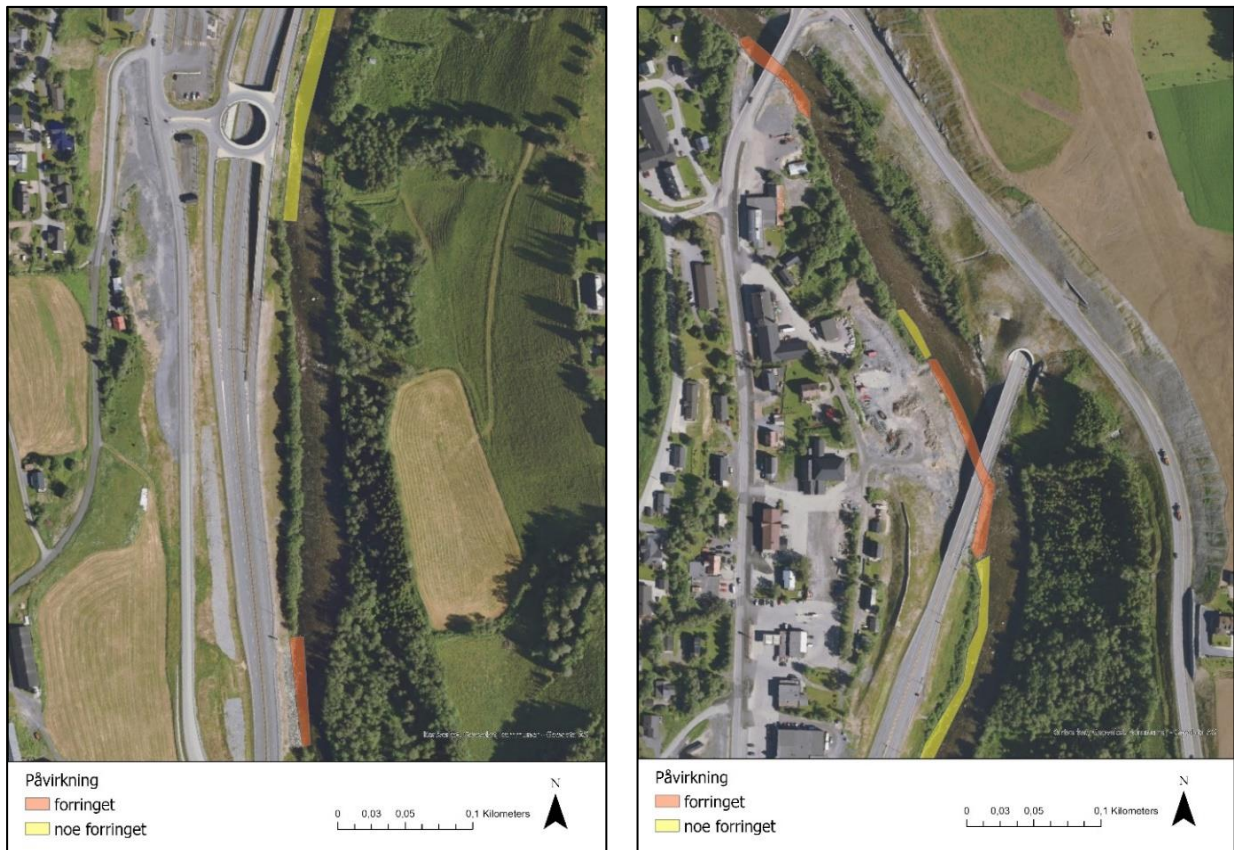 Påvirkning
forringet
noe forringet
N
0 0,03 0,05 0,1 Kilometers
Påvirkning
forringet
noe forringet
N
0 0,03 0,05 0,1 Kilometers